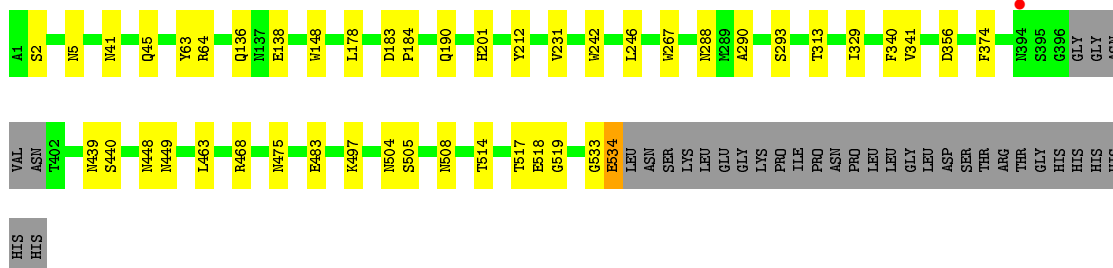 A1 S2 N5 N41 Q45 Y63 R64 Q136 N137 E138 W148 L178 D183 P184 Q190 H201 Y212 V231 W242 L246 W267 N288 M289 A290 S293 T313 I329 F340 V341 D356 F374 N394 S395 G396 GLY GLY ASN
VAL ASN T402 N439 S440 N448 N449 L463 R468 N475 E483 K497 N504 S505 N508 T514 T517 E518 G519 G533 E534 LEU ASN SER LYS LEU GLU GLY LYS PRO ILE PRO ASN PRO LEU LEU GLY LEU ASP SER THR ARG THR GLY HIS HIS HIS HIS
HIS HIS